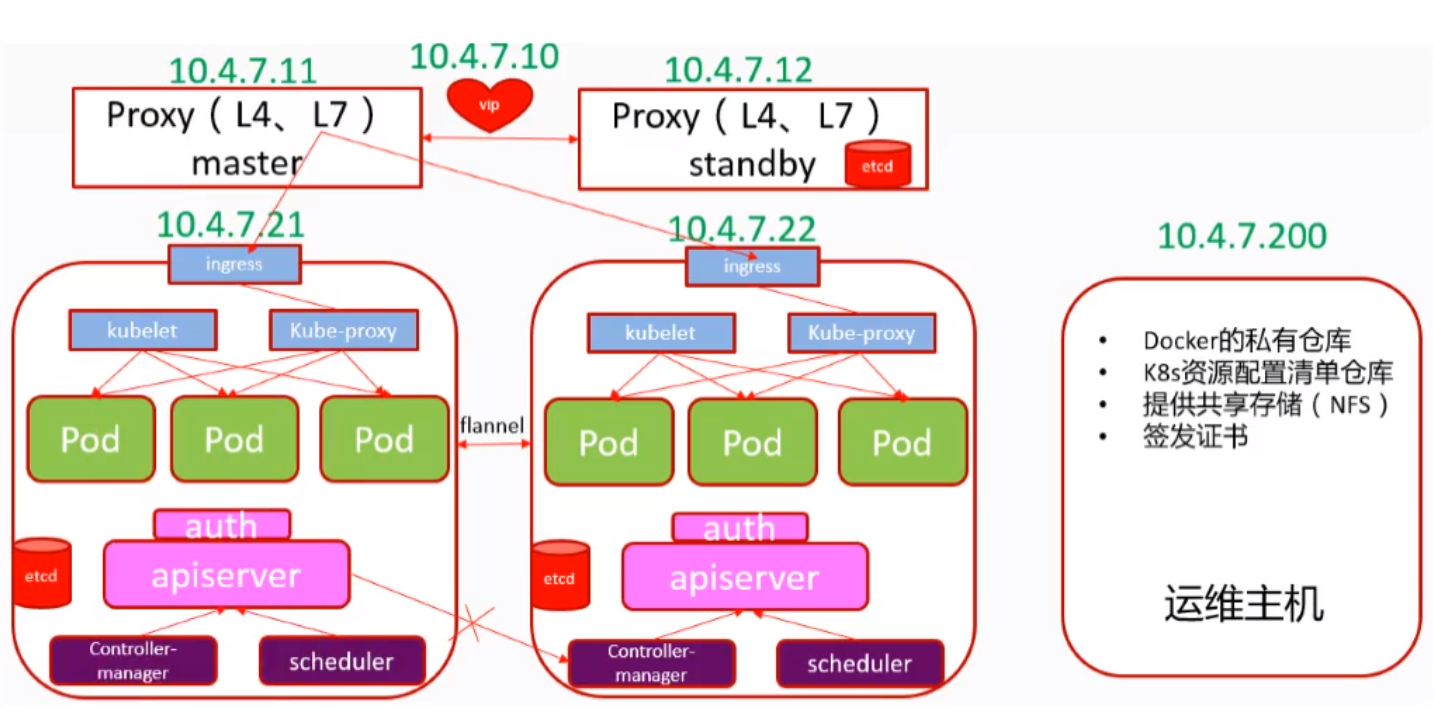 10.4.7.11
10.4.7.10
10.4.7.12
Proxy（L4、L7）
master
vip
Proxy（L4、L7）
standby
etcd
10.4.7.21
ingress
kubelet
Kube-proxy
Pod
Pod
Pod
auth
etcd
apiserver
Controller-
manager
scheduler
flannel
10.4.7.22
ingress
kubelet
Kube-proxy
Pod
Pod
Pod
auth
etcd
apiserver
Controller-
manager
scheduler
10.4.7.200
• Docker的私有仓库
• K8s资源配置清单仓库
• 提供共享存储（NFS）
• 签发证书
运维主机